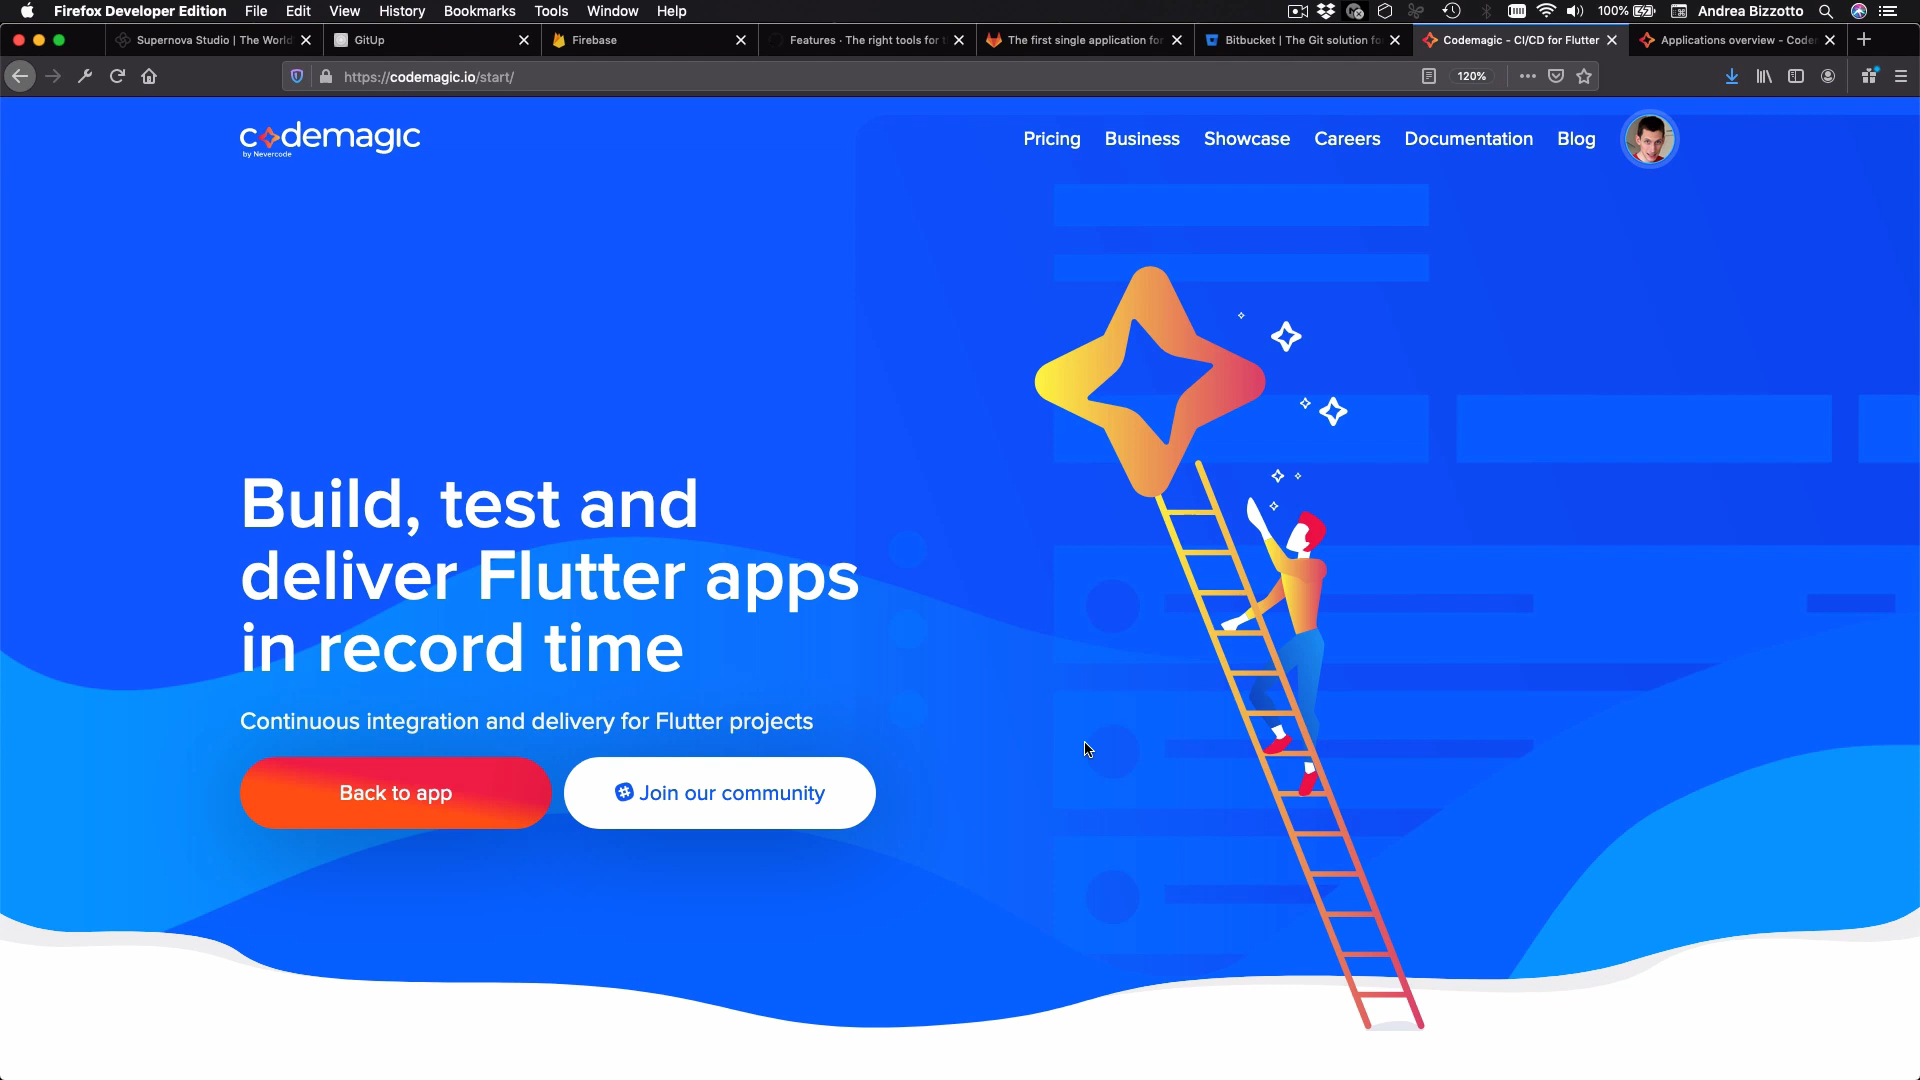 Firefox Developer Edition File Edit View History Bookmarks Tools Window Help 100% Andrea Bizzotto
Supernova Studio | The World
GitUp
Firebase
Features · The right tools for
The first single application for
Bitbucket | The Git solution for
Codemagic - CI/CD for Flutter
Applications overview - Code
https://codemagic.io/start/ 120%
codemagic
by Nevercode
Pricing Business Showcase Careers Documentation Blog
Build, test and
deliver Flutter apps
in record time
Continuous integration and delivery for Flutter projects
Back to app
Join our community